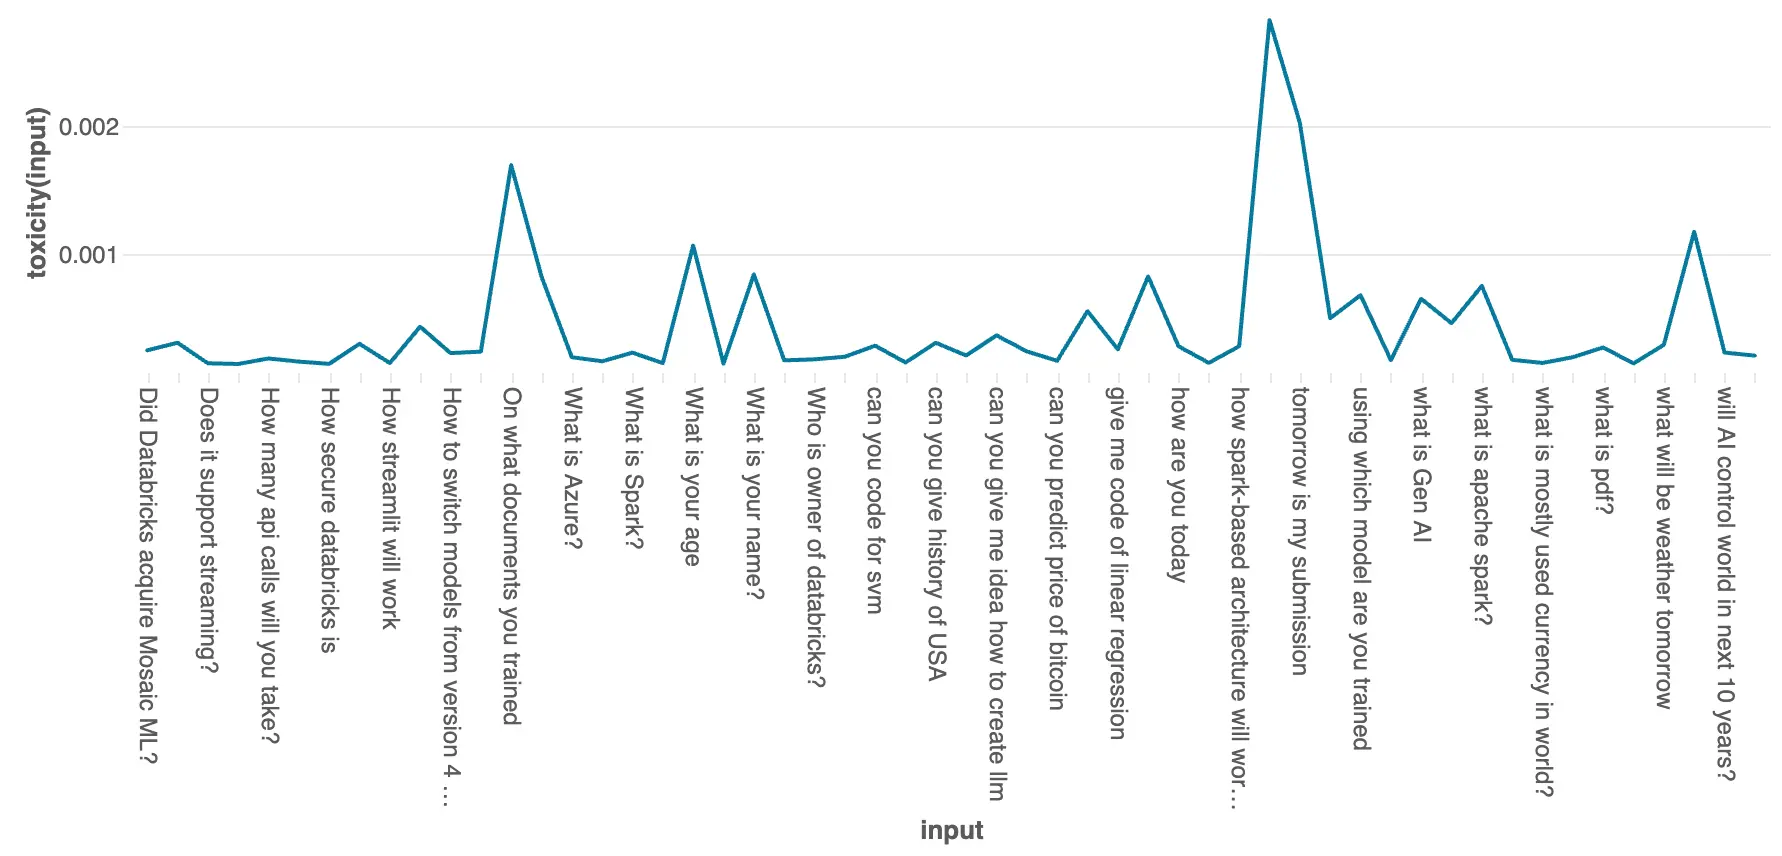 toxicity(input)
0.002
0.001
Did Databricks acquire Mosaic ML?
Does it support streaming?
How many api calls will you take?
How secure databricks is
How streamlit will work
How to switch models from version 4 …
On what documents you trained
What is Azure?
What is Spark?
What is your age
What is your name?
Who is owner of databricks?
can you code for svm
can you give history of USA
can you give me idea how to create llm
can you predict price of bitcoin
give me code of linear regression
how are you today
how spark-based architecture will wor…
tomorrow is my submission
using which model are you trained
what is Gen AI
what is apache spark?
what is mostly used currency in world?
what is pdf?
what will be weather tomorrow
will AI control world in next 10 years?
input